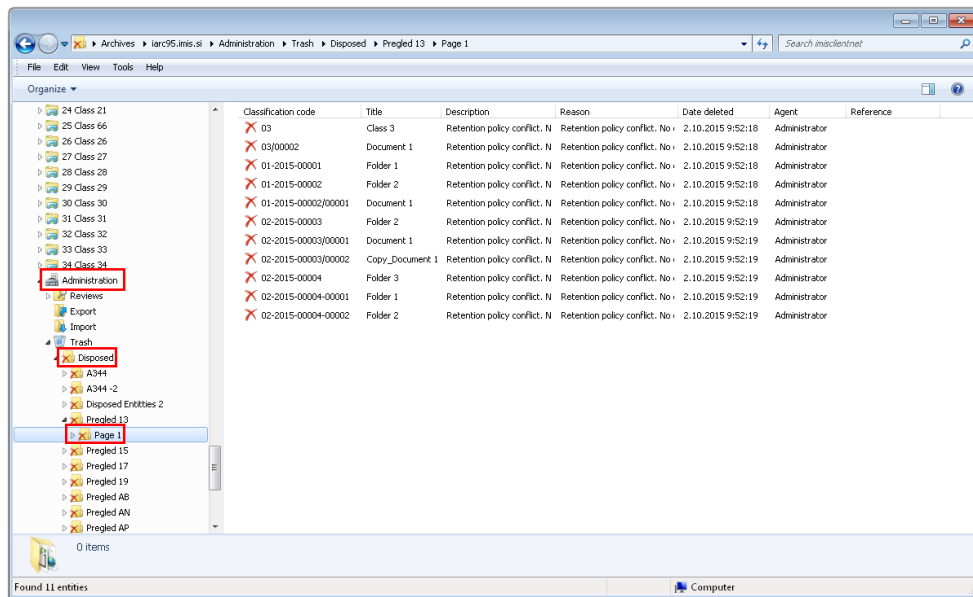 Archives iarc95.imis.si Administration Trash Disposed Pregled 13 Page 1
Search imisclientnet
File Edit View Tools Help
Organize
24 Class 21
25 Class 66
26 Class 26
27 Class 27
28 Class 28
29 Class 29
30 Class 30
31 Class 31
32 Class 32
33 Class 33
34 Class 34
Administration
Reviews
Export
Import
Trash
Disposed
A344
A344 -2
Disposed Entitties 2
Pregled 13
Page 1
Pregled 15
Pregled 17
Pregled 19
Pregled AB
Pregled AN
Pregled AP
Classification code Title Description Reason Date deleted Agent Reference
03 Class 3 Retention policy conflict. N Retention policy conflict. No 2.10.2015 9:52:18 Administrator
03/00002 Document 1 Retention policy conflict. N Retention policy conflict. No 2.10.2015 9:52:18 Administrator
01-2015-00001 Folder 1 Retention policy conflict. N Retention policy conflict. No 2.10.2015 9:52:18 Administrator
01-2015-00002 Folder 2 Retention policy conflict. N Retention policy conflict. No 2.10.2015 9:52:18 Administrator
01-2015-00002/00001 Document 1 Retention policy conflict. N Retention policy conflict. No 2.10.2015 9:52:18 Administrator
02-2015-00003 Folder 2 Retention policy conflict. N Retention policy conflict. No 2.10.2015 9:52:19 Administrator
02-2015-00003/00001 Document 1 Retention policy conflict. N Retention policy conflict. No 2.10.2015 9:52:19 Administrator
02-2015-00003/00002 Copy_Document 1 Retention policy conflict. N Retention policy conflict. No 2.10.2015 9:52:19 Administrator
02-2015-00004 Folder 3 Retention policy conflict. N Retention policy conflict. No 2.10.2015 9:52:19 Administrator
02-2015-00004-00001 Folder 1 Retention policy conflict. N Retention policy conflict. No 2.10.2015 9:52:19 Administrator
02-2015-00004-00002 Folder 2 Retention policy conflict. N Retention policy conflict. No 2.10.2015 9:52:19 Administrator
0 items
Found 11 entities
Computer